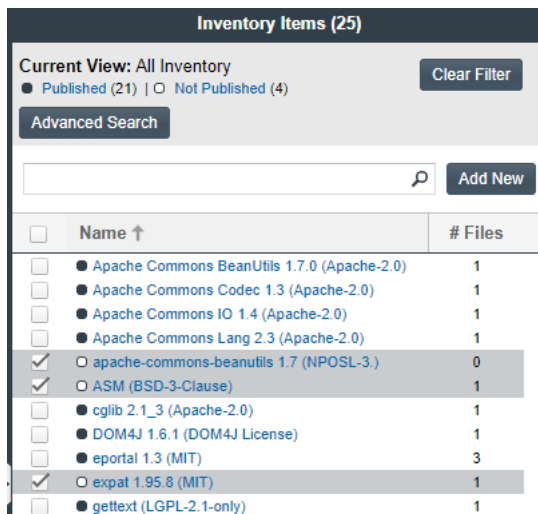 Inventory Items (25)
Current View: All Inventory
Published (21) | Not Published (4)
Clear Filter
Advanced Search
Add New
Name # Files
Apache Commons BeanUtils 1.7.0 (Apache-2.0) 1
Apache Commons Codec 1.3 (Apache-2.0) 1
Apache Commons IO 1.4 (Apache-2.0) 1
Apache Commons Lang 2.3 (Apache-2.0) 1
apache-commons-beanutils 1.7 (NPOSL-3.) 0
ASM (BSD-3-Clause) 1
cglib 2.1_3 (Apache-2.0) 1
DOM4J 1.6.1 (DOM4J License) 1
eportal 1.3 (MIT) 3
expat 1.95.8 (MIT) 1
gettext (LGPL-2.1-only) 1